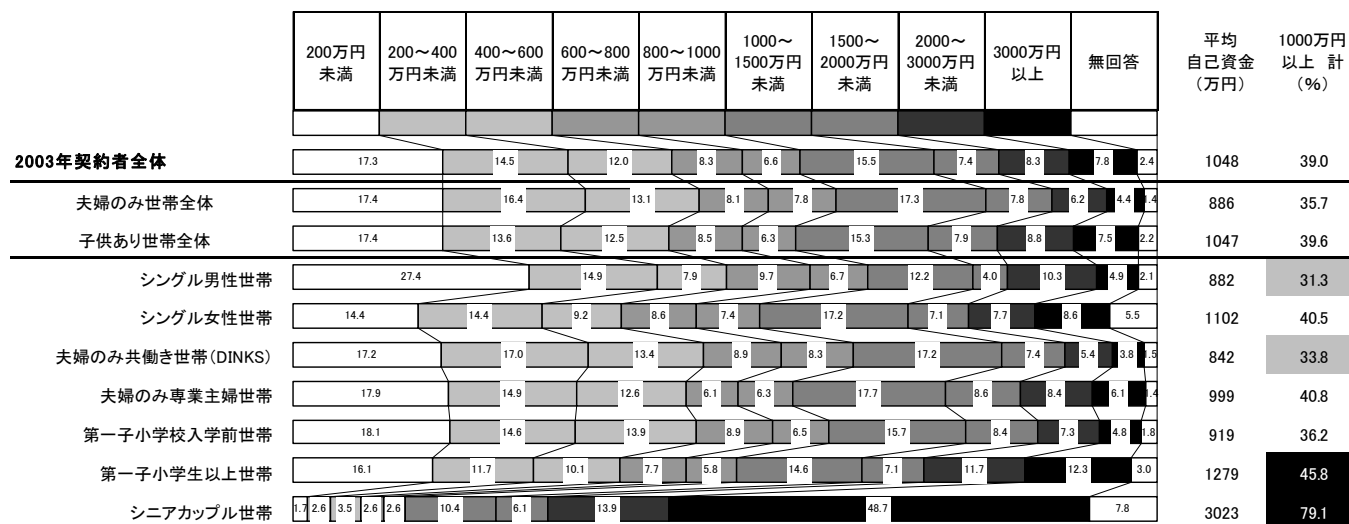 200万円 200～400 400～600 600～800 800～1000 1000～ 1500～ 2000～ 3000万円 無回答 平均 1000万円
未満 万円未満 万円未満 万円未満 万円未満 1500万円 2000万円 3000万円 以上 自己資金 以上 計
未満 未満 未満 （万円） （％）
2003年契約者全体 17.3 14.5 12.0 8.3 6.6 15.5 7.4 8.3 7.8 2.4 1048 39.0
夫婦のみ世帯全体 17.4 16.4 13.1 8.1 7.8 17.3 7.8 6.2 4.4 1.4 886 35.7
子供あり世帯全体 17.4 13.6 12.5 8.5 6.3 15.3 7.9 8.8 7.5 2.2 1047 39.6
シングル男性世帯 27.4 14.9 7.9 9.7 6.7 12.2 4.0 10.3 4.9 2.1 882 31.3
シングル女性世帯 14.4 14.4 9.2 8.6 7.4 17.2 7.1 7.7 8.6 5.5 1102 40.5
夫婦のみ共働き世帯（DINKS） 17.2 17.0 13.4 8.9 8.3 17.2 7.4 5.4 3.8 1.5 842 33.8
夫婦のみ専業主婦世帯 17.9 14.9 12.6 6.1 6.3 17.7 8.6 8.4 6.1 1.4 999 40.8
第一子小学校入学前世帯 18.1 14.6 13.9 8.9 6.5 15.7 8.4 7.3 4.8 1.8 919 36.2
第一子小学生以上世帯 16.1 11.7 10.1 7.7 5.8 14.6 7.1 11.7 12.3 3.0 1279 45.8
シニアカップル世帯 1.7 2.6 3.5 2.6 2.6 10.4 6.1 13.9 48.7 7.8 3023 79.1